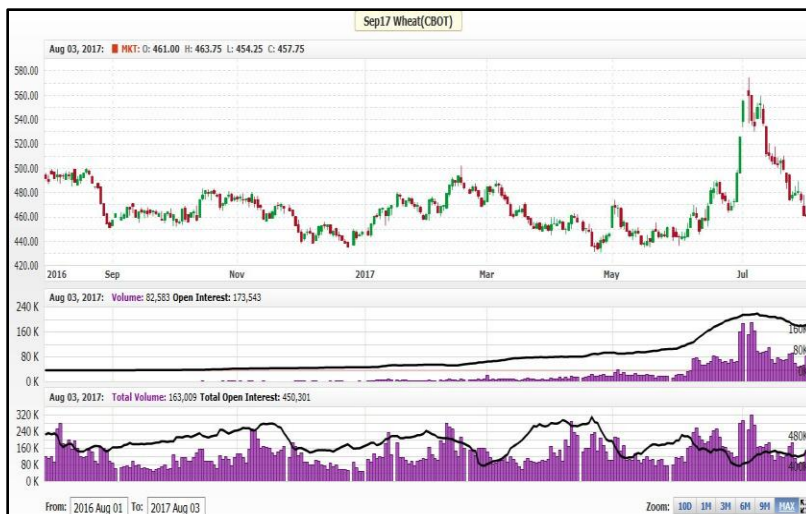 Sep17 Wheat(CBOT)
Aug 03, 2017: MKT: O: 461.00 H: 463.75 L: 454.25 C: 457.75
580.00
560.00
540.00
520.00
500.00
480.00
460.00
440.00
420.00
2016 Sep Nov 2017 Mar May Jul
Aug 03, 2017: Volume: 82,583 Open Interest: 173,543
240 K
160 K
80 K
0 K
160K
80K
Aug 03, 2017: Total Volume: 163,009 Total Open Interest: 450,301
320 K
240 K
160 K
80 K
0 K
480K
400K
From: 2016 Aug 01 To: 2017 Aug 03 Zoom: 10D 1M 3M 6M 9M MAX